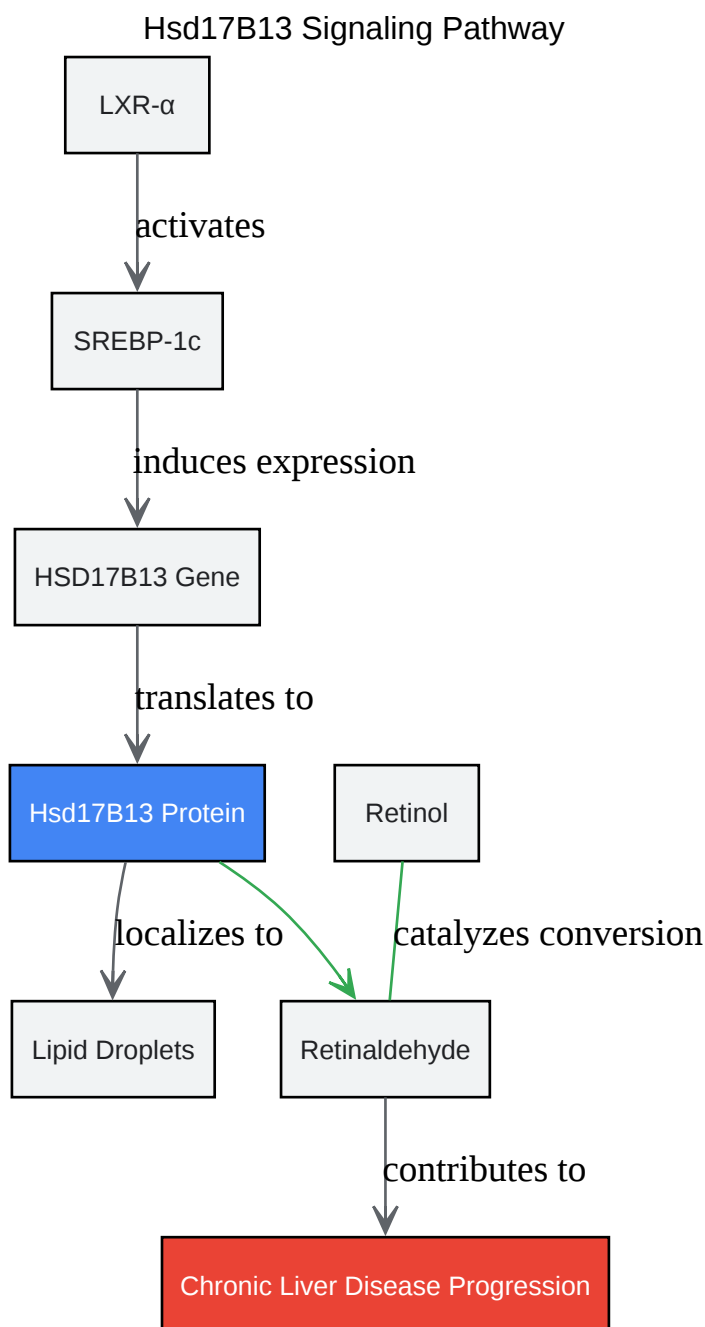 Hsd17B13 Signaling Pathway
LXR-α
activates
SREBP-1c
induces expression
HSD17B13 Gene
translates to
Hsd17B13 Protein
Retinol
localizes to
catalyzes conversion
Lipid Droplets
Retinaldehyde
contributes to
Chronic Liver Disease Progression